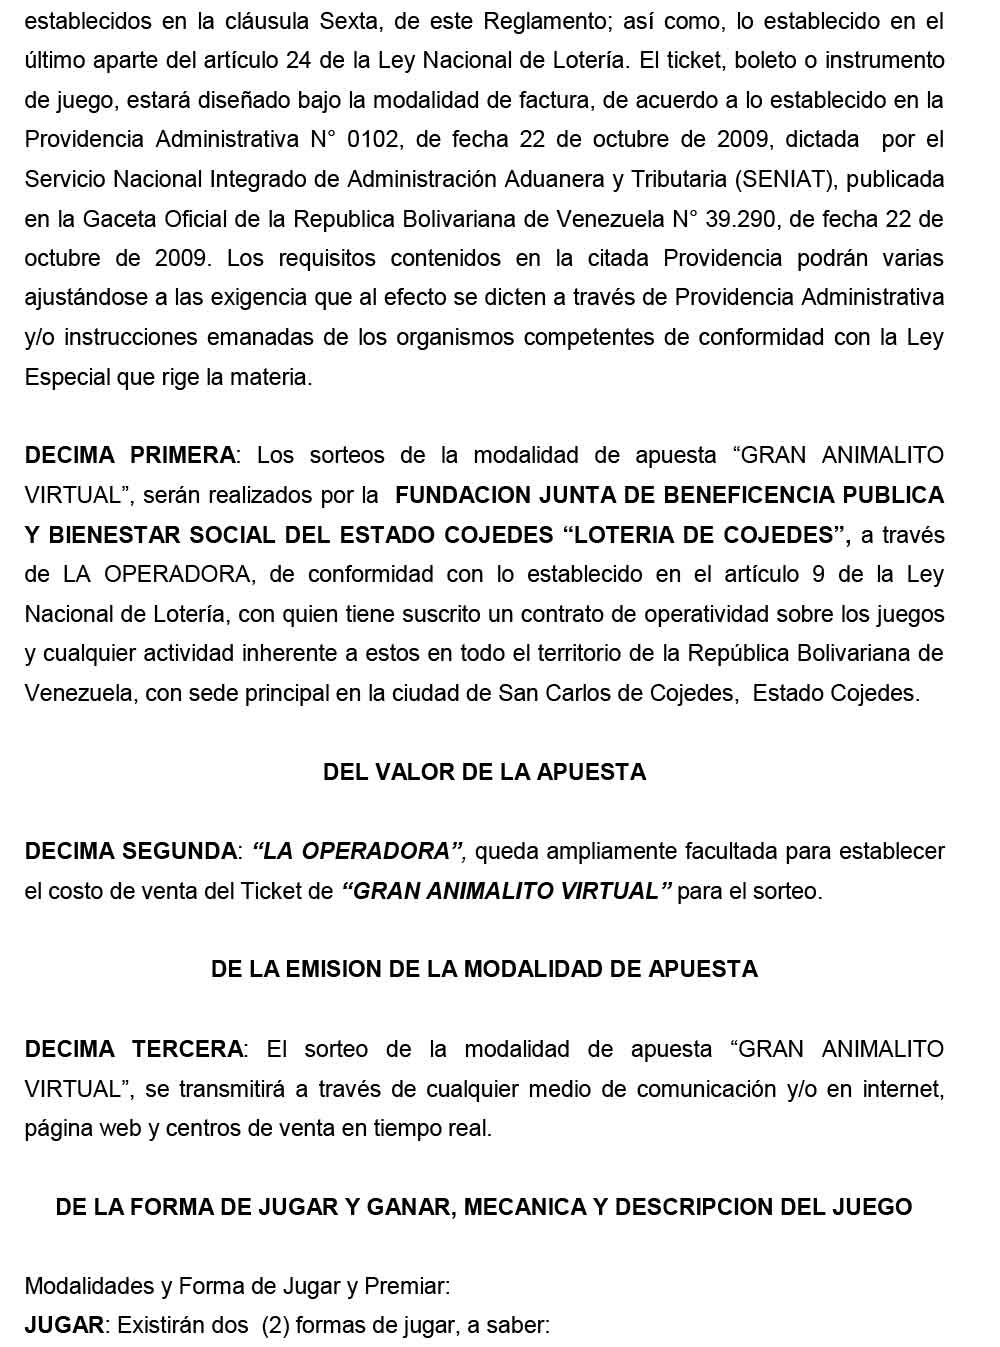 establecidos en la cláusula Sexta, de este Reglamento; así como, lo establecido en el
último aparte del artículo 24 de la Ley Nacional de Lotería. El ticket, boleto o instrumento
de juego, estará diseñado bajo la modalidad de factura, de acuerdo a lo establecido en la
Providencia Administrativa N° 0102, de fecha 22 de octubre de 2009, dictada  por el
Servicio Nacional Integrado de Administración Aduanera y Tributaria (SENIAT), publicada
en la Gaceta Oficial de la Republica Bolivariana de Venezuela N° 39.290, de fecha 22 de
octubre de 2009. Los requisitos contenidos en la citada Providencia podrán varias
ajustándose a las exigencia que al efecto se dicten a través de Providencia Administrativa
y/o instrucciones emanadas de los organismos competentes de conformidad con la Ley
Especial que rige la materia.
DECIMA PRIMERA: Los sorteos de la modalidad de apuesta “GRAN ANIMALITO
VIRTUAL”, serán realizados por la  FUNDACION JUNTA DE BENEFICENCIA PUBLICA
Y BIENESTAR SOCIAL DEL ESTADO COJEDES “LOTERIA DE COJEDES”, a través
de LA OPERADORA, de conformidad con lo establecido en el artículo 9 de la Ley
Nacional de Lotería, con quien tiene suscrito un contrato de operatividad sobre los juegos
y cualquier actividad inherente a estos en todo el territorio de la República Bolivariana de
Venezuela, con sede principal en la ciudad de San Carlos de Cojedes,  Estado Cojedes.
DEL VALOR DE LA APUESTA
DECIMA SEGUNDA: “LA OPERADORA”, queda ampliamente facultada para establecer
el costo de venta del Ticket de “GRAN ANIMALITO VIRTUAL” para el sorteo.
DE LA EMISION DE LA MODALIDAD DE APUESTA
DECIMA TERCERA: El sorteo de la modalidad de apuesta “GRAN ANIMALITO
VIRTUAL”, se transmitirá a través de cualquier medio de comunicación y/o en internet,
página web y centros de venta en tiempo real.
DE LA FORMA DE JUGAR Y GANAR, MECANICA Y DESCRIPCION DEL JUEGO
Modalidades y Forma de Jugar y Premiar:
JUGAR: Existirán dos  (2) formas de jugar, a saber: